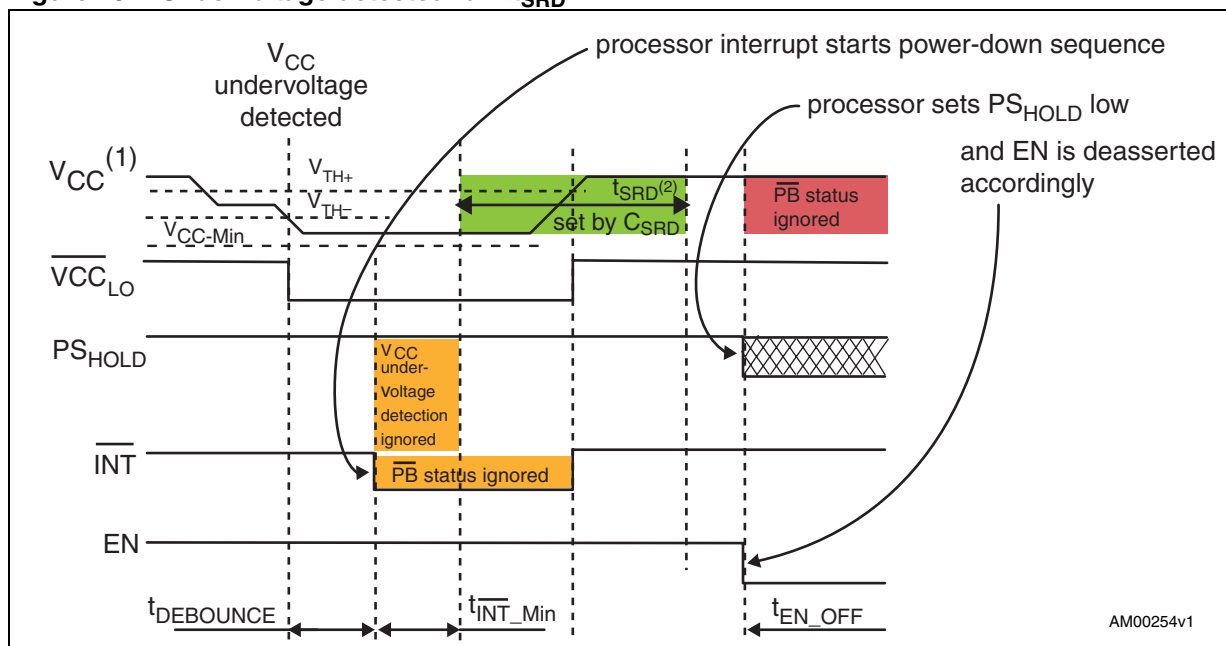 processor interrupt starts power-down sequence
VCC
undervoltage
detected
processor sets PSHOLD low
and EN is deasserted
accordingly
VCC(1)
VTH+
VTH–
VCC-Min
tSRD(2)
set by CSRD
PB status
ignored
VCCLO
PSHOLD
VCC
under-
voltage
detection
ignored
INT
PB status ignored
EN
tDEBOUNCE
tINT_Min
tEN_OFF
AM00254v1